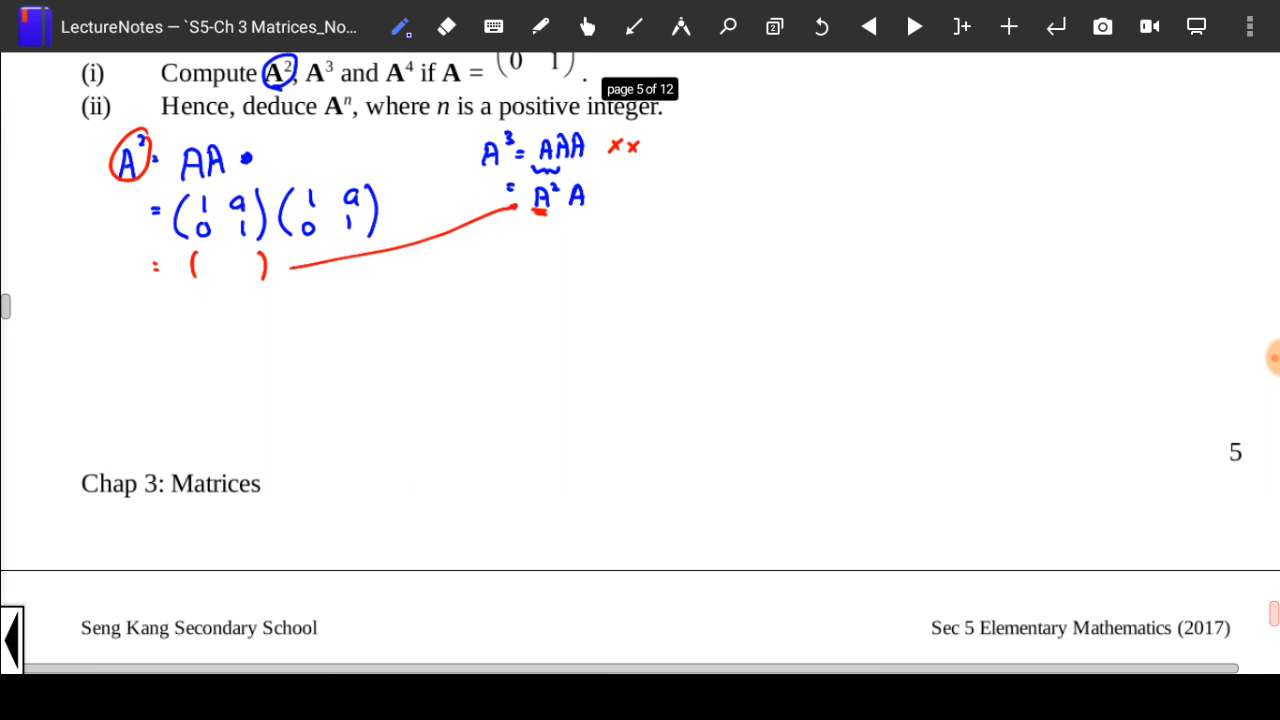 LectureNotes — `S5-Ch 3 Matrices_No...
(i) Compute A², A³ and A⁴ if A = (0 1).
page 5 of 12
(ii) Hence, deduce Aⁿ, where n is a positive integer.
A² = AA
= (1 a) (1 a)
(0 1) (0 1)
= ( )
A³ = AAA xx
= A² A
5
Chap 3: Matrices
Seng Kang Secondary School
Sec 5 Elementary Mathematics (2017)